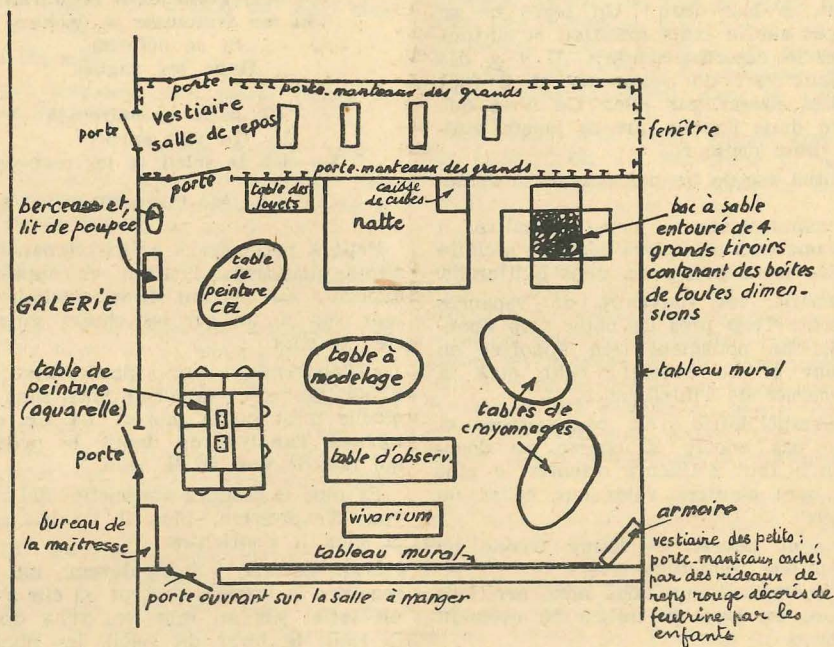 porte
porte-manteaux des grands
vestiaire
salle de repos
porte
fenêtre
porte
porte-manteaux des grands
table des
jouets
caisse
de cubes
natte
berceau et
lit de poupée
bac à sable
entouré de 4
grands tiroirs
contenant des boîtes
de toutes dimen-
sions
table
de
peinture
CEL
GALERIE
table à
modelage
tableau mural
table de
peinture
(aquarelle)
tables de
crayonnages
porte
table d'observ.
vivarium
bureau de
la maîtresse
armoire
tableau mural
porte ouvrant sur la salle à manger
vestiaire des petits :
porte-manteaux cachés
par des rideaux de
reps rouge décorés de
feutrine par les
enfants